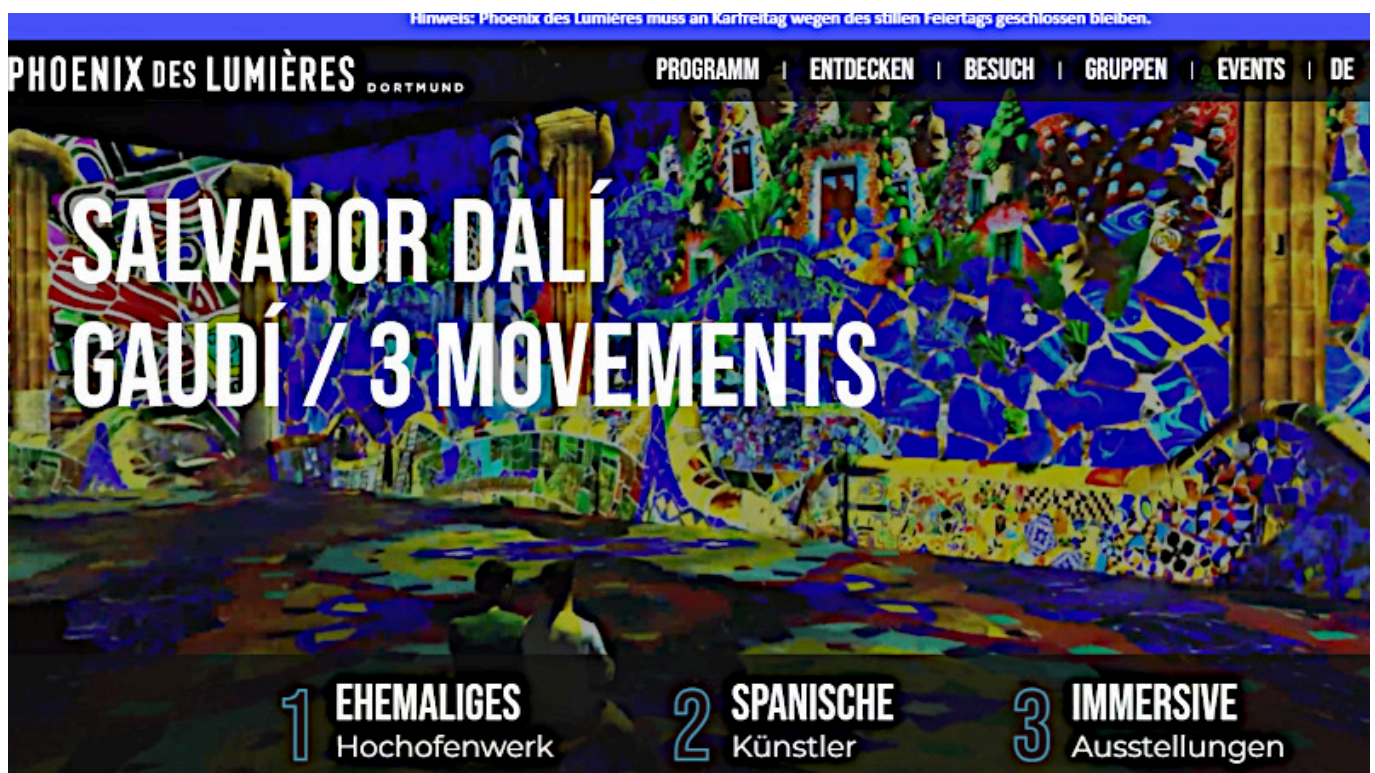 Hinweis: Phoenix des Lumières muss an Karfreitag wegen des stillen Feiertags geschlossen bleiben.
PHOENIX DES LUMIÈRES DORTMUND
PROGRAMM | ENTDECKEN | BESUCH | GRUPPEN | EVENTS | DE
SALVADOR DALÍ
GAUDÍ / 3 MOVEMENTS
1 EHEMALIGES
Hochofenwerk
2 SPANISCHE
Künstler
3 IMMERSIVE
Ausstellungen